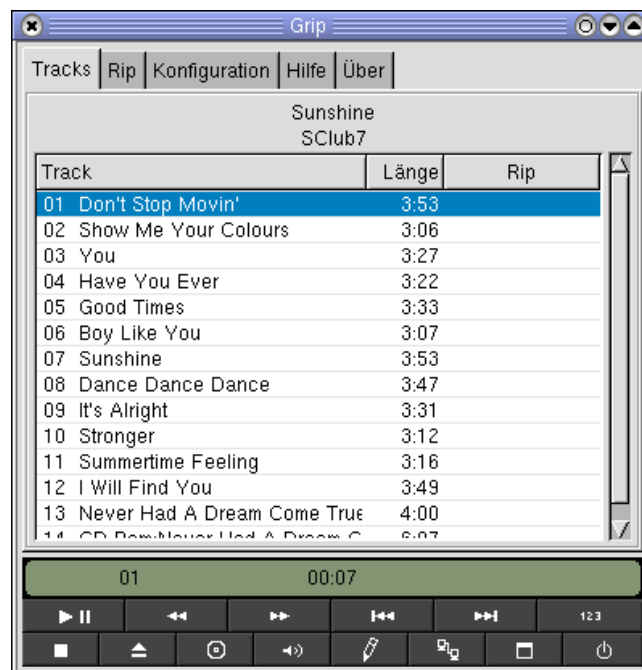 Grip
Tracks Rip Konfiguration Hilfe Über
Sunshine
SClub7
Track Länge Rip
01 Don't Stop Movin' 3:53
02 Show Me Your Colours 3:06
03 You 3:27
04 Have You Ever 3:22
05 Good Times 3:33
06 Boy Like You 3:07
07 Sunshine 3:53
08 Dance Dance Dance 3:47
09 It's Alright 3:31
10 Stronger 3:12
11 Summertime Feeling 3:16
12 I Will Find You 3:49
13 Never Had A Dream Come True 4:00
14 Never Had A Dream C
01 00:07
123